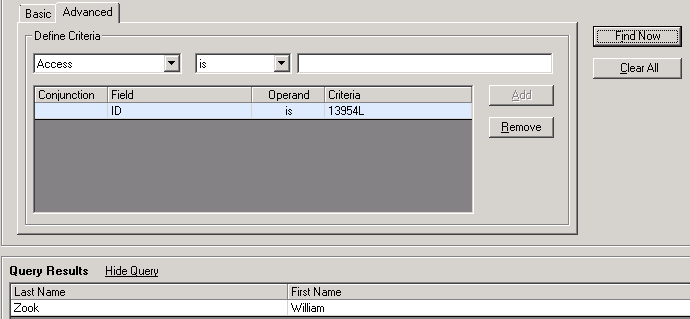 Basic Advanced
Define Criteria
Access is
Find Now
Clear All
Conjunction Field Operand Criteria
ID is 13954L
Add
Remove
Query Results Hide Query
Last Name First Name
Zook William